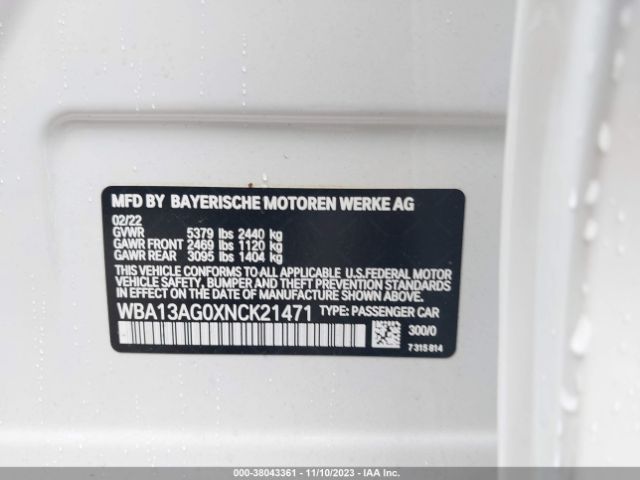 MFD BY BAYERISCHE MOTOREN WERKE AG
02/22
GVWR 5379 lbs 2440 kg
GAWR FRONT 2469 lbs 1120 kg
GAWR REAR 3095 lbs 1404 kg
THIS VEHICLE CONFORMS TO ALL APPLICABLE U.S.FEDERAL MOTOR
VEHICLE SAFETY, BUMPER AND THEFT PREVENTION STANDARDS
IN EFFECT ON THE DATE OF MANUFACTURE SHOWN ABOVE.
WBA13AG0XNCK21471 TYPE: PASSENGER CAR
300/0
7315814
000-38043361 - 11/10/2023 - IAA Inc.